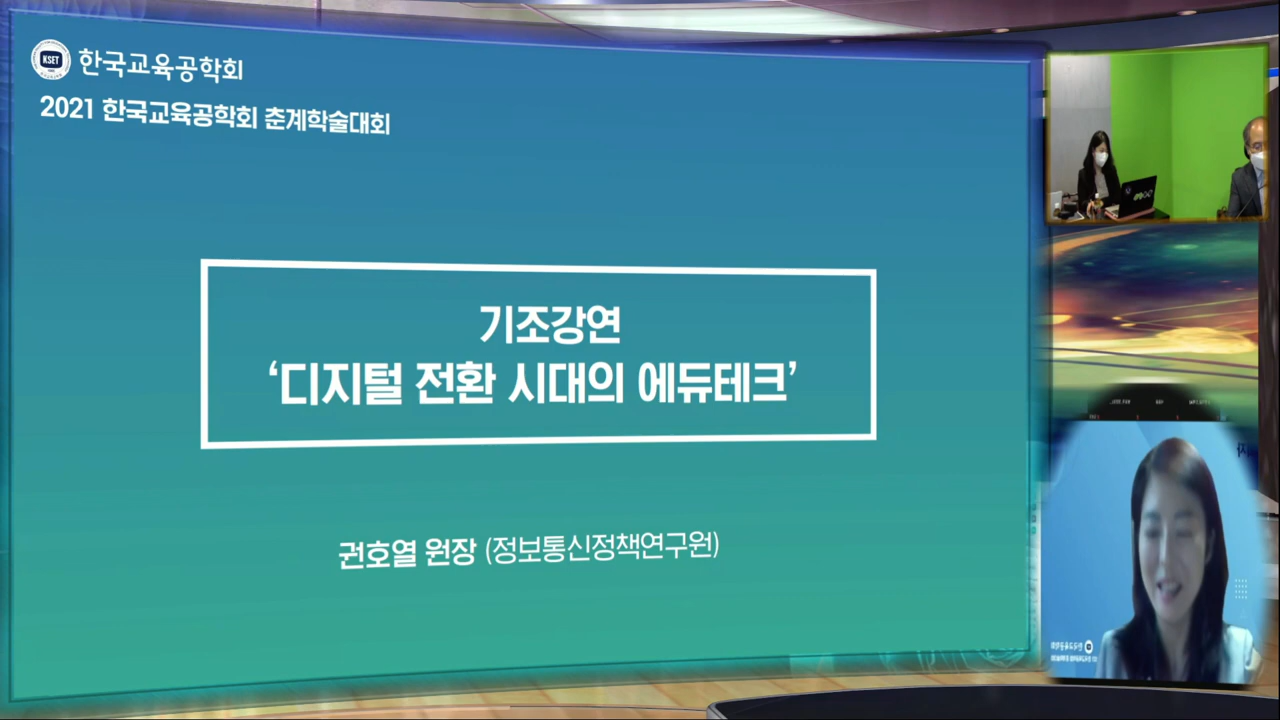 KSET
한국교육공학회
2021 한국교육공학회 춘계학술대회
기조강연
‘디지털 전환 시대의 에듀테크’
권호열 원장 (정보통신정책연구원)